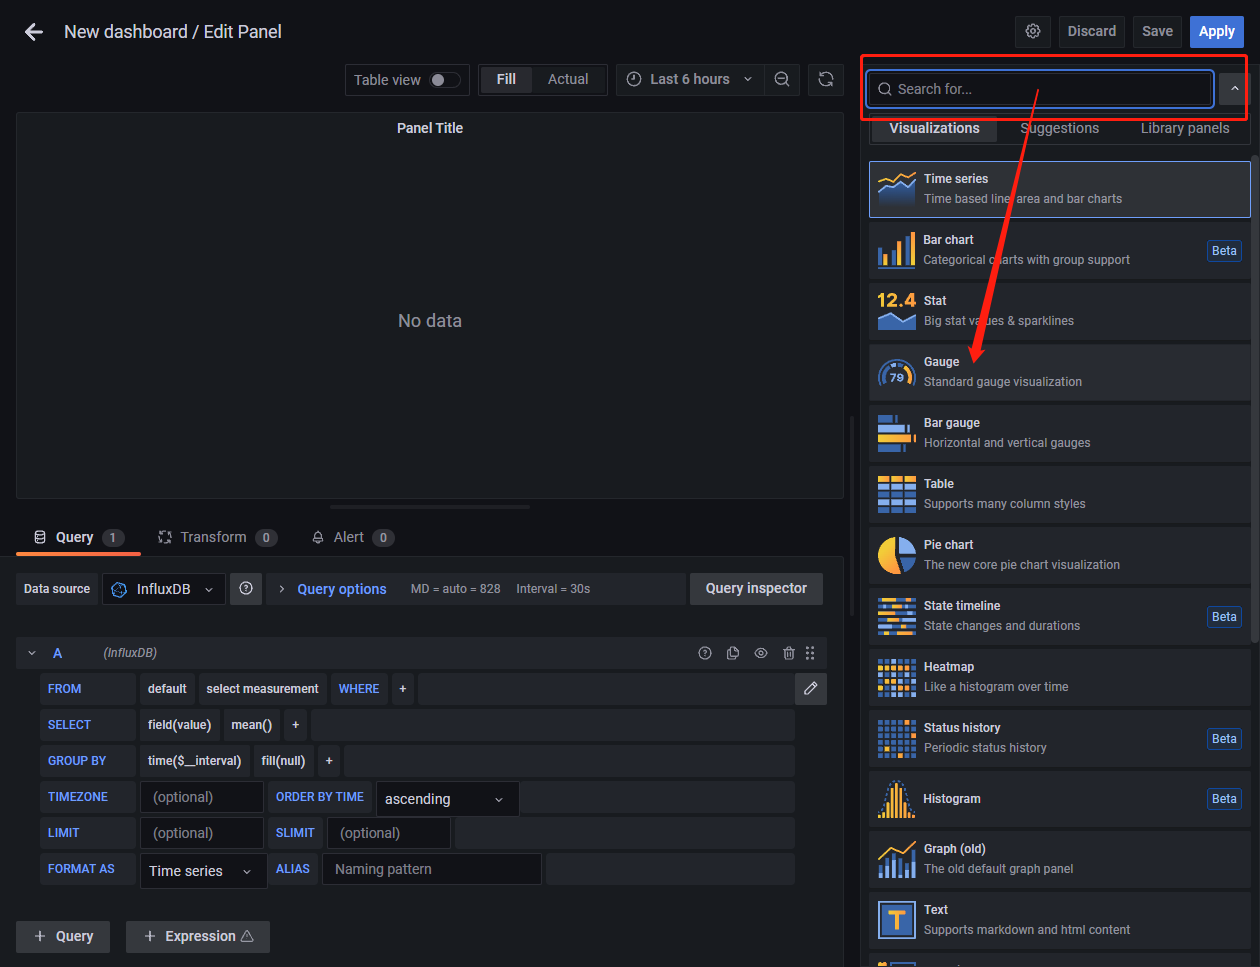 New dashboard / Edit Panel
Discard
Save
Apply
Table view
Fill
Actual
Last 6 hours
Search for...
Panel Title
No data
Visualizations
Suggestions
Library panels
Time series
Time based line, area and bar charts
Bar chart
Categorical charts with group support
Beta
12.4
Stat
Big stat values & sparklines
79
Gauge
Standard gauge visualization
Bar gauge
Horizontal and vertical gauges
Table
Supports many column styles
Pie chart
The new core pie chart visualization
State timeline
State changes and durations
Beta
Heatmap
Like a histogram over time
Status history
Periodic status history
Beta
Histogram
Beta
Graph (old)
The old default graph panel
T
Text
Supports markdown and html content
Query 1
Transform 0
Alert 0
Data source
InfluxDB
Query options
MD = auto = 828
Interval = 30s
Query inspector
A
(InfluxDB)
FROM default select measurement WHERE +
SELECT field(value) mean() +
GROUP BY time($__interval) fill(null) +
TIMEZONE (optional) ORDER BY TIME ascending
LIMIT (optional) SLIMIT (optional)
FORMAT AS Time series ALIAS Naming pattern
+ Query
+ Expression